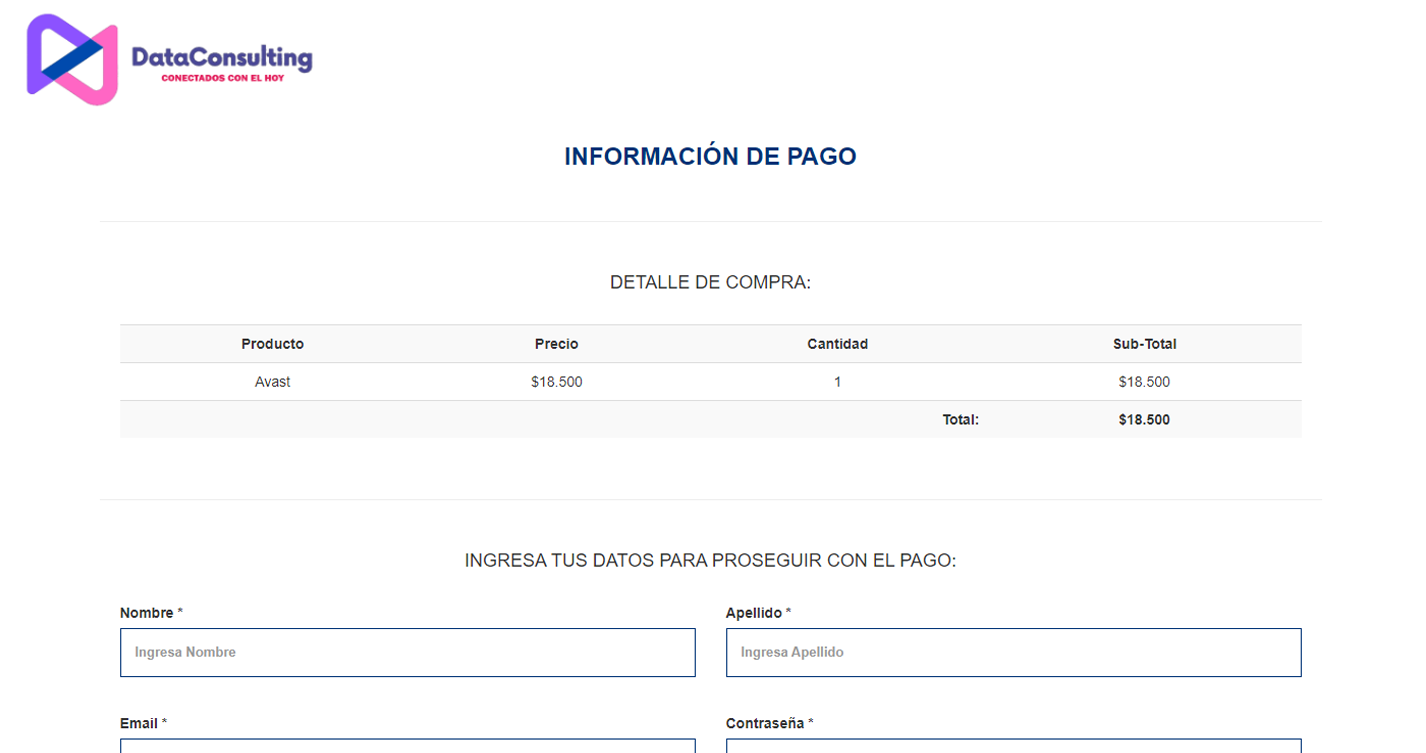 DataConsulting
CONECTADOS CON EL HOY
INFORMACIÓN DE PAGO
DETALLE DE COMPRA:
Producto Precio Cantidad Sub-Total
Avast $18.500 1 $18.500
Total: $18.500
INGRESA TUS DATOS PARA PROSEGUIR CON EL PAGO:
Nombre * Apellido *
Ingresa Nombre Ingresa Apellido
Email * Contraseña *